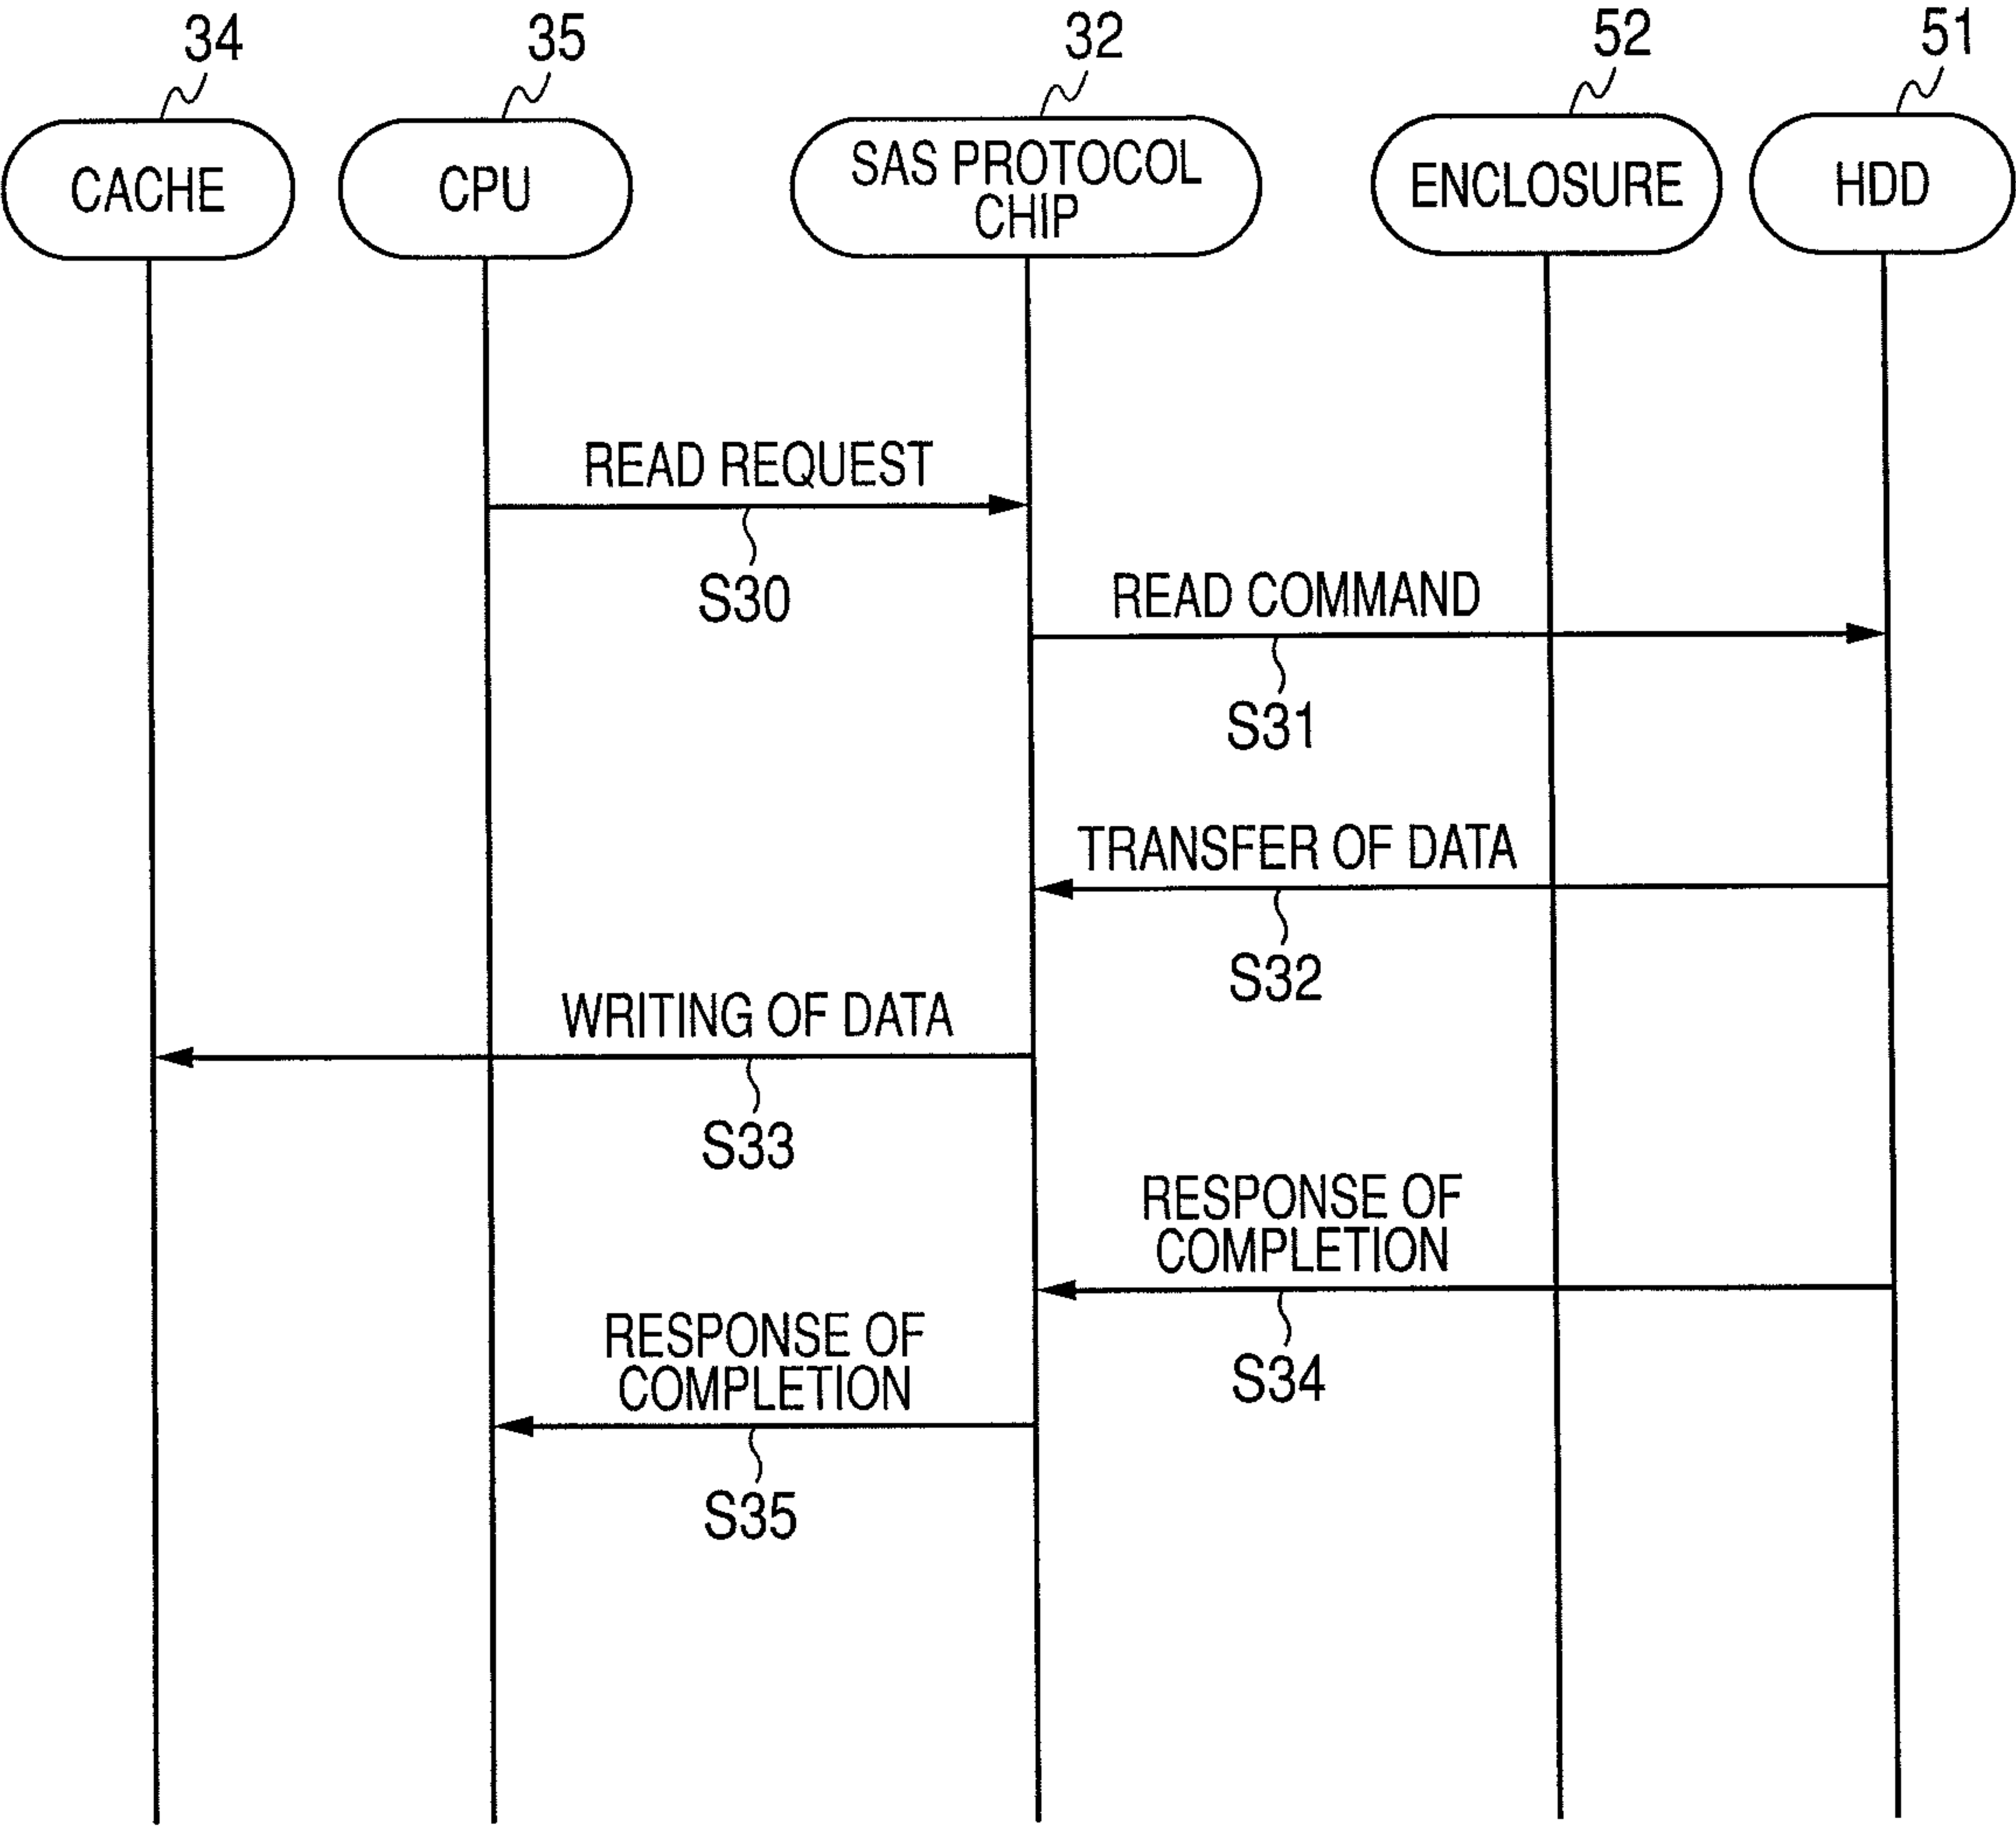 34
35
32
52
51
CACHE
CPU
SAS PROTOCOL
CHIP
ENCLOSURE
HDD
READ REQUEST
S30
READ COMMAND
S31
TRANSFER OF DATA
S32
WRITING OF DATA
S33
RESPONSE OF
COMPLETION
S34
RESPONSE OF
COMPLETION
S35